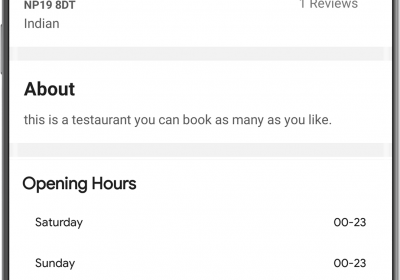 NP19 8DT
1 Reviews
Indian
About
this is a testaurant you can book as many as you like.
Opening Hours
Saturday 00-23
Sunday 00-23